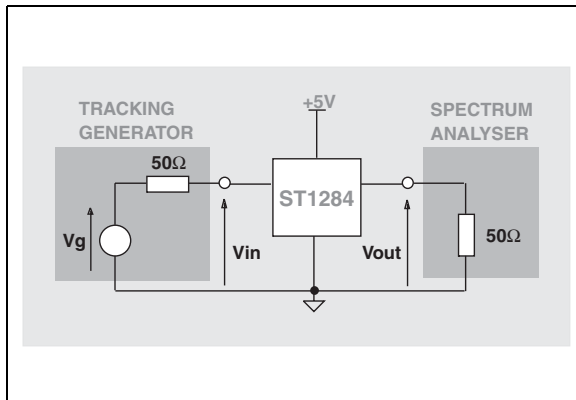 +5V
TRACKING
GENERATOR
SPECTRUM
ANALYSER
50Ω
ST1284
50Ω
Vg
Vin
Vout